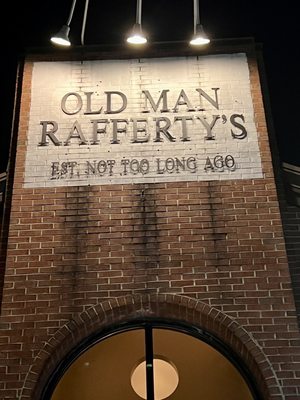 OLD MAN
RAFFERTY'S
EST. NOT TOO LONG AGO